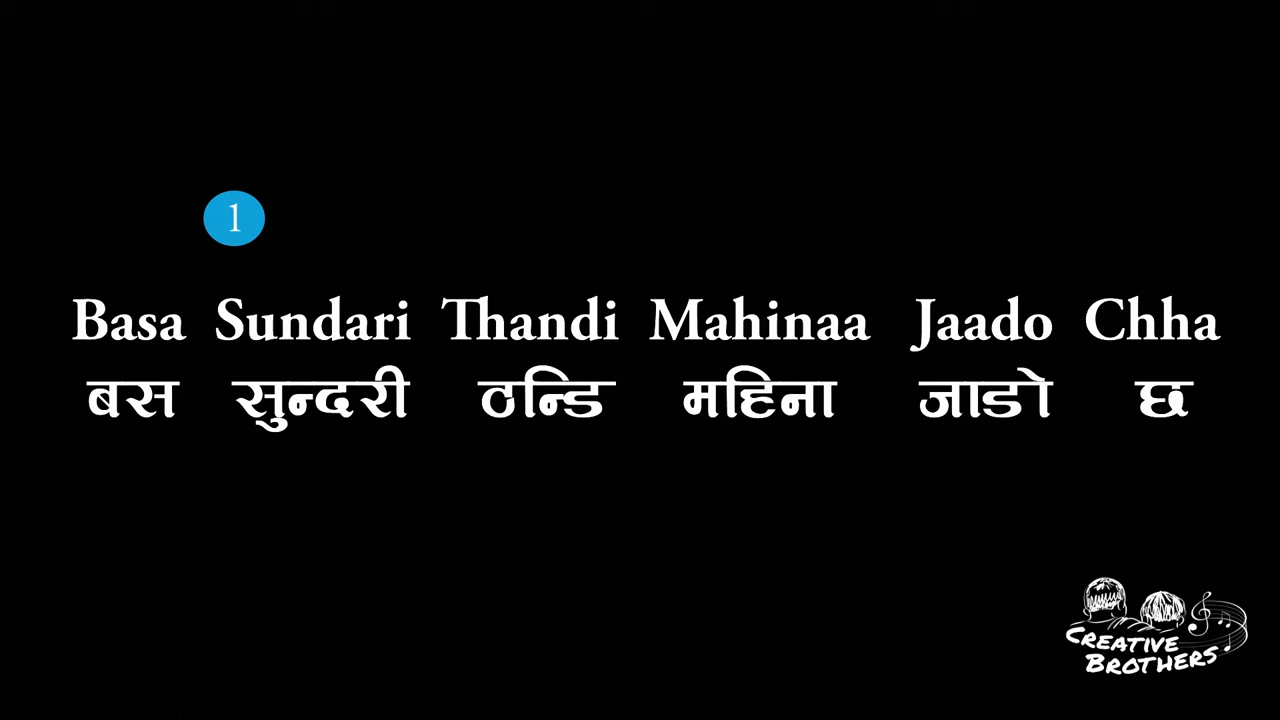 1
Basa Sundari Thandi Mahinaa Jaado Chha
बस सुन्दरी ठन्डि महिना जाडो छ
CREATIVE
BROTHERS